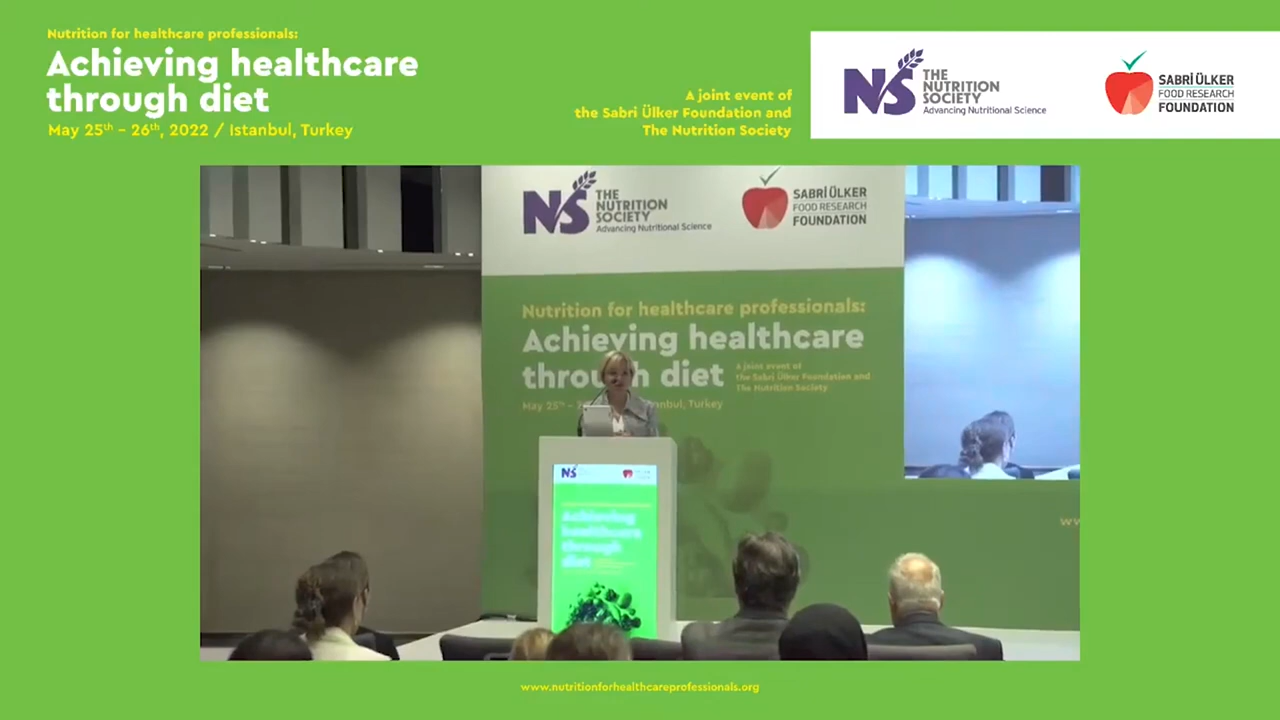 Nutrition for healthcare professionals:
Achieving healthcare
through diet
May 25th - 26th, 2022 / Istanbul, Turkey
A joint event of
the Sabri Ülker Foundation and
The Nutrition Society
NS THE
NUTRITION
SOCIETY
Advancing Nutritional Science
SABRİ ÜLKER
FOOD RESEARCH
FOUNDATION
NS THE
NUTRITION
SOCIETY
Advancing Nutritional Science
SABRİ ÜLKER
FOOD RESEARCH
FOUNDATION
Nutrition for healthcare professionals:
Achieving healthcare
through diet
A joint event of
the Sabri Ülker Foundation and
The Nutrition Society
May 25th - Turkey
NS
Achieving
healthcare
through
diet
www.nutritionforhealthcareprofessionals.org